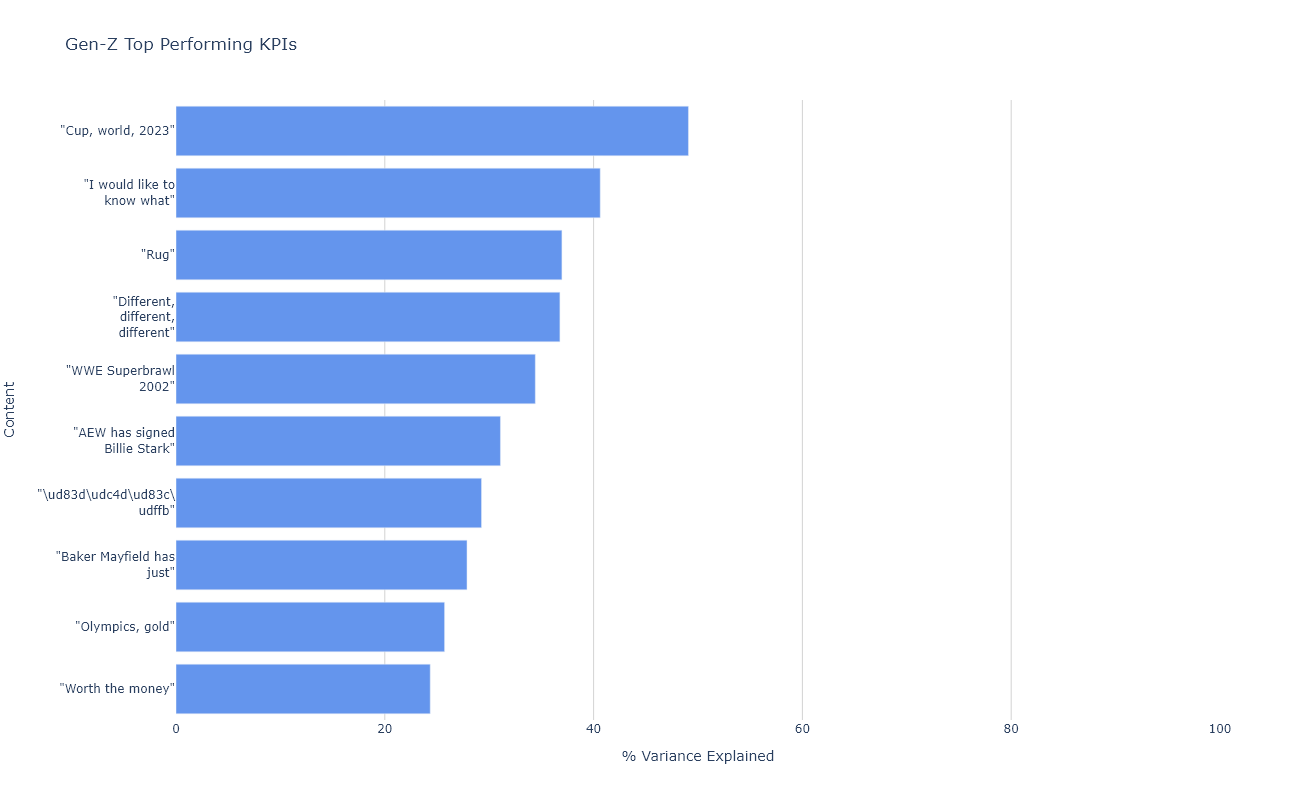 Gen-Z Top Performing KPIs
"Cup, world, 2023"
"I would like to
know what"
"Rug"
"Different,
different,
different"
"WWE Superbrawl
2002"
"AEW has signed
Billie Stark"
"\ud83d\udc4d\ud83c\
udffb"
"Baker Mayfield has
just"
"Olympics, gold"
"Worth the money"
Content
0 20 40 60 80 100
% Variance Explained